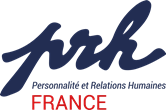 prh
Personnalité et Relations Humaines
FRANCE